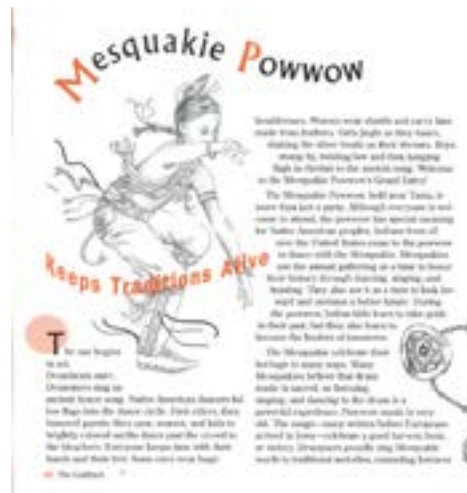 Mesquakie Powwow
Keeps Traditions Alive
The sun begins
to set.
Drumbeats start.
Drummers sing an
ancient honor song. Native American dancers fol-
low flags into the dance circle. First elders, then
honored guests they join, women, and kids in
brightly colored outfits dance past the crowd in
the bleachers. Everyone keeps time with their
hands and their feet. Some men wear huge
headdresses. Women wear shawls and carry fans
made from feathers. Girls jingle as they dance,
shaking the silver beads on their dresses. Boys
stomp by, twisting low and then jumping
high in rhythm to the ancient song. Welcome
to the Mesquakie Powwow's Grand Entry!
The Mesquakie Powwow, held near Tama, is
more than just a party. Although everyone is wel-
come to attend, the powwow has special meaning
for Native American peoples. Indians from all
over the United States come to the powwow
to dance with the Mesquakie. Mesquakies
use the annual gathering as a time to honor
their history through dancing, singing, and
feasting. They also use it as a time to look for-
ward and envision a better future. During
the powwow, Indian kids learn to take pride
in their past, but they also learn to
become the leaders of tomorrow.
The Mesquakie celebrate their
heritage in many ways. Many
Mesquakies believe that drum
music is sacred, so listening,
singing, and dancing to the drum is a
powerful experience. Powwow music is very
old. The songs—many written before Europeans
arrived in Iowa—celebrate a good harvest, hunt,
or victory. Drummers proudly sing Mesquakie
words to traditional melodies, reminding listeners
The Goldfinch